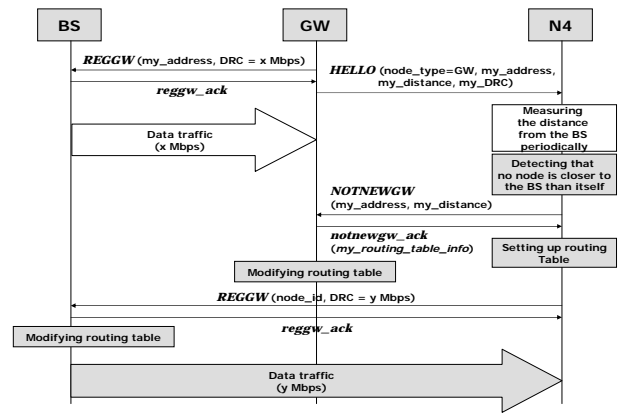 BS
GW
N4
REGGW (my_address, DRC = x Mbps)
reggw_ack
HELLO (node_type=GW, my_address,
my_distance, my_DRC)
Measuring
the distance
from the BS
periodically
Data traffic
(x Mbps)
Detecting that
no node is closer to
the BS than itself
NOTNEWGW
(my_address, my_distance)
notnewgw_ack
(my_routing_table_info)
Setting up routing
Table
Modifying routing table
REGGW (node_id, DRC = y Mbps)
reggw_ack
Modifying routing table
Data traffic
(y Mbps)